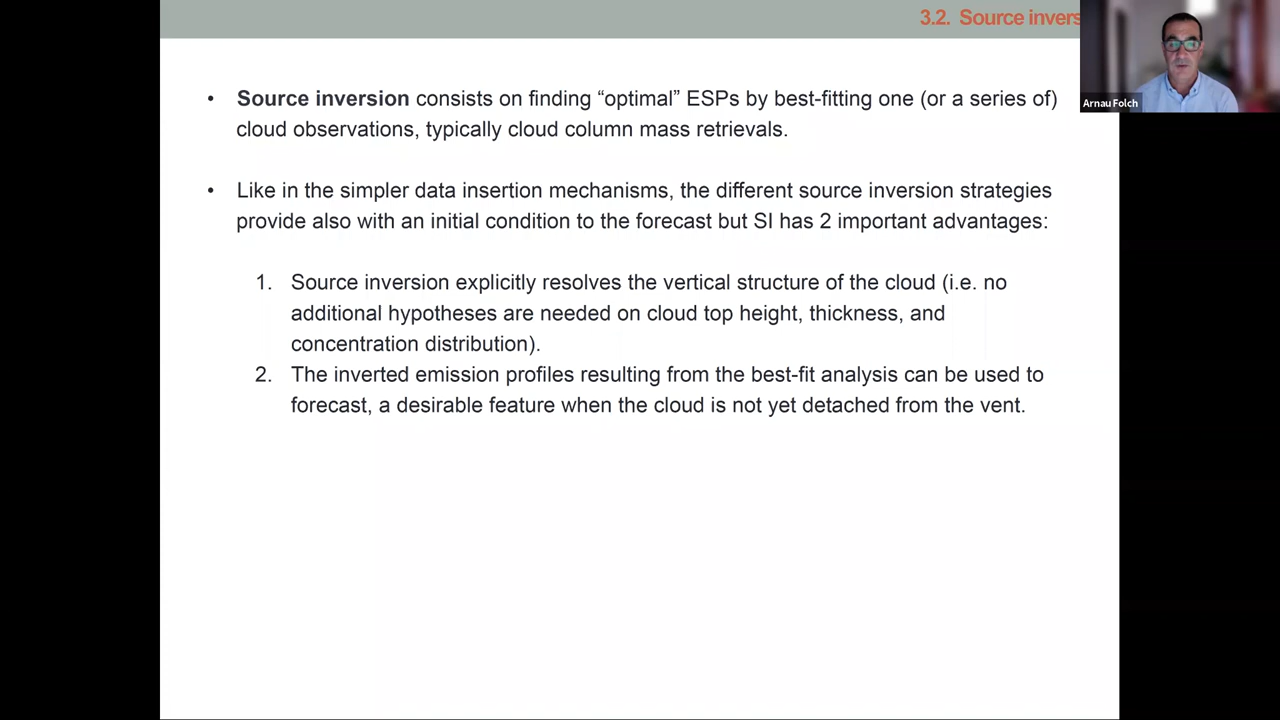 3.2. Source invers
Arnau Folch
• Source inversion consists on finding “optimal” ESPs by best-fitting one (or a series of)
cloud observations, typically cloud column mass retrievals.
• Like in the simpler data insertion mechanisms, the different source inversion strategies
provide also with an initial condition to the forecast but SI has 2 important advantages:
1. Source inversion explicitly resolves the vertical structure of the cloud (i.e. no
additional hypotheses are needed on cloud top height, thickness, and
concentration distribution).
2. The inverted emission profiles resulting from the best-fit analysis can be used to
forecast, a desirable feature when the cloud is not yet detached from the vent.